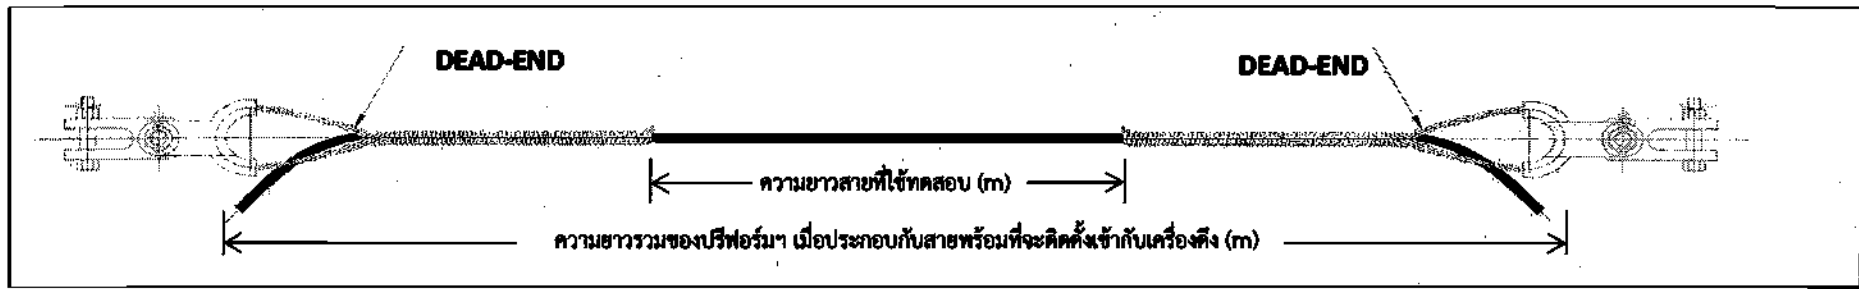 DEAD-END
DEAD-END
ความยาวสายที่ใช้ทดสอบ (m)
ความยาวรวมของปรีฟอร์มฯ เมื่อประกอบกับสายพร้อมที่จะติดตั้งเข้ากับเครื่องดึง (m)